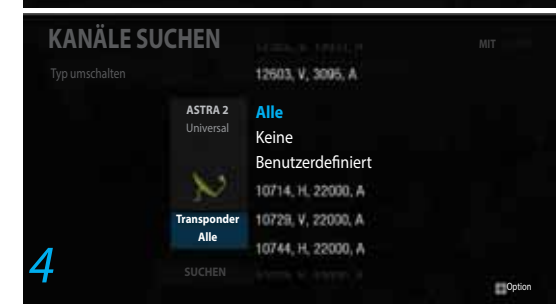 KANÄLE SUCHEN
MIT
Typ umschalten
12603, V, 3095, A
ASTRA 2
Universal
Alle
Keine
Benutzerdefiniert
10714, H, 22000, A
Transponder
Alle
10729, V, 22000, A
10744, H, 22000, A
SUCHEN
4
Option